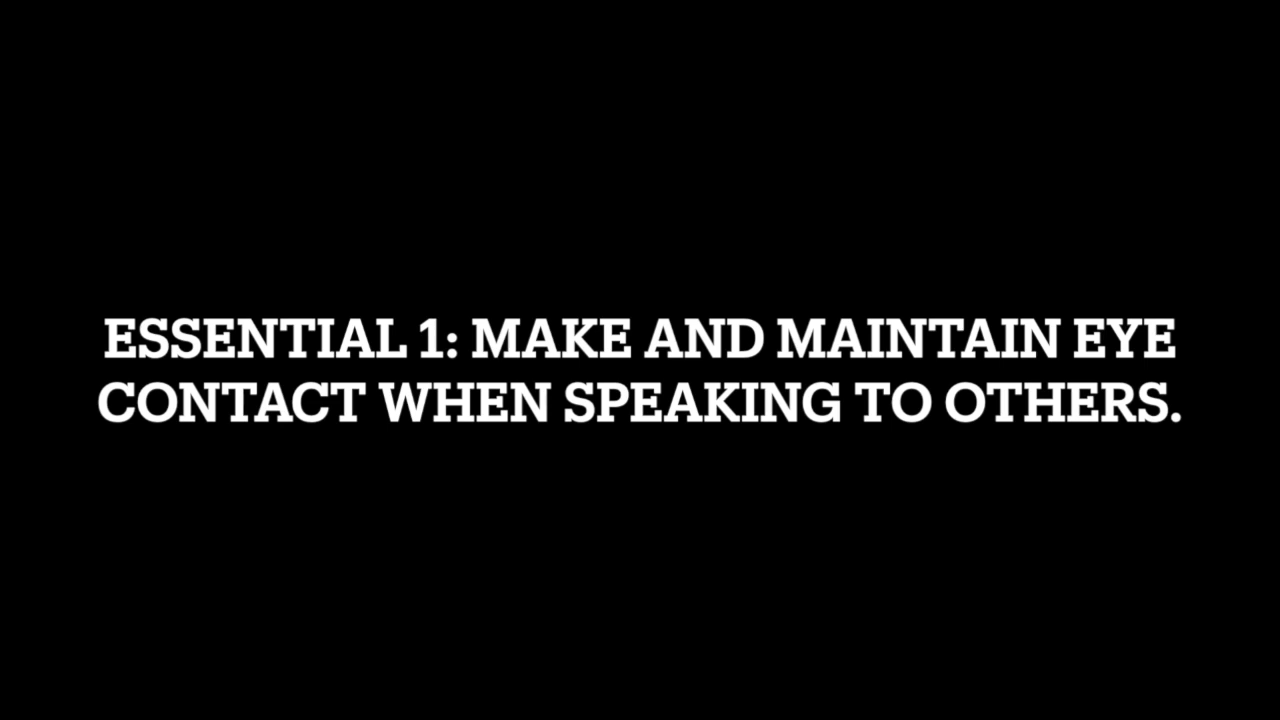 ESSENTIAL 1: MAKE AND MAINTAIN EYE
CONTACT WHEN SPEAKING TO OTHERS.